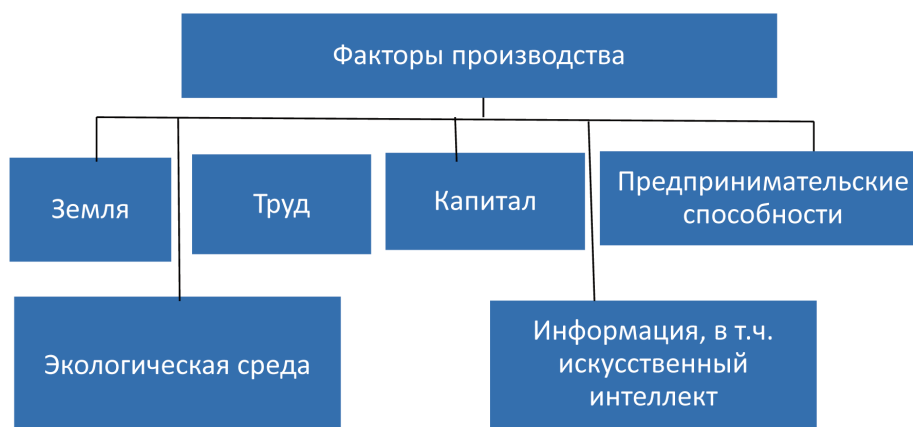 Факторы производства
Земля
Труд
Капитал
Предпринимательские
способности
Экологическая среда
Информация, в т.ч.
искусственный
интеллект